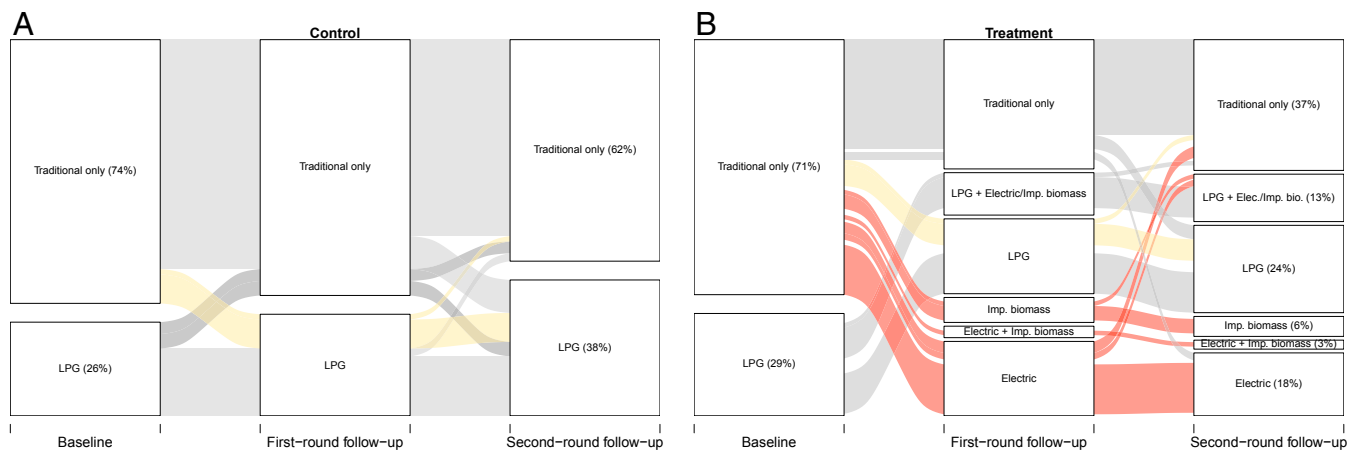 A
Control
Traditional only (74%)
LPG (26%)
Traditional only
LPG
Traditional only (62%)
LPG (38%)
Baseline
First−round follow−up
Second−round follow−up
B
Treatment
Traditional only (71%)
LPG (29%)
Traditional only
LPG + Electric/Imp. biomass
LPG
Imp. biomass
Electric + Imp. biomass
Electric
Traditional only (37%)
LPG + Elec./Imp. bio. (13%)
LPG (24%)
Imp. biomass (6%)
Electric + Imp. biomass (3%)
Electric (18%)
Baseline
First−round follow−up
Second−round follow−up